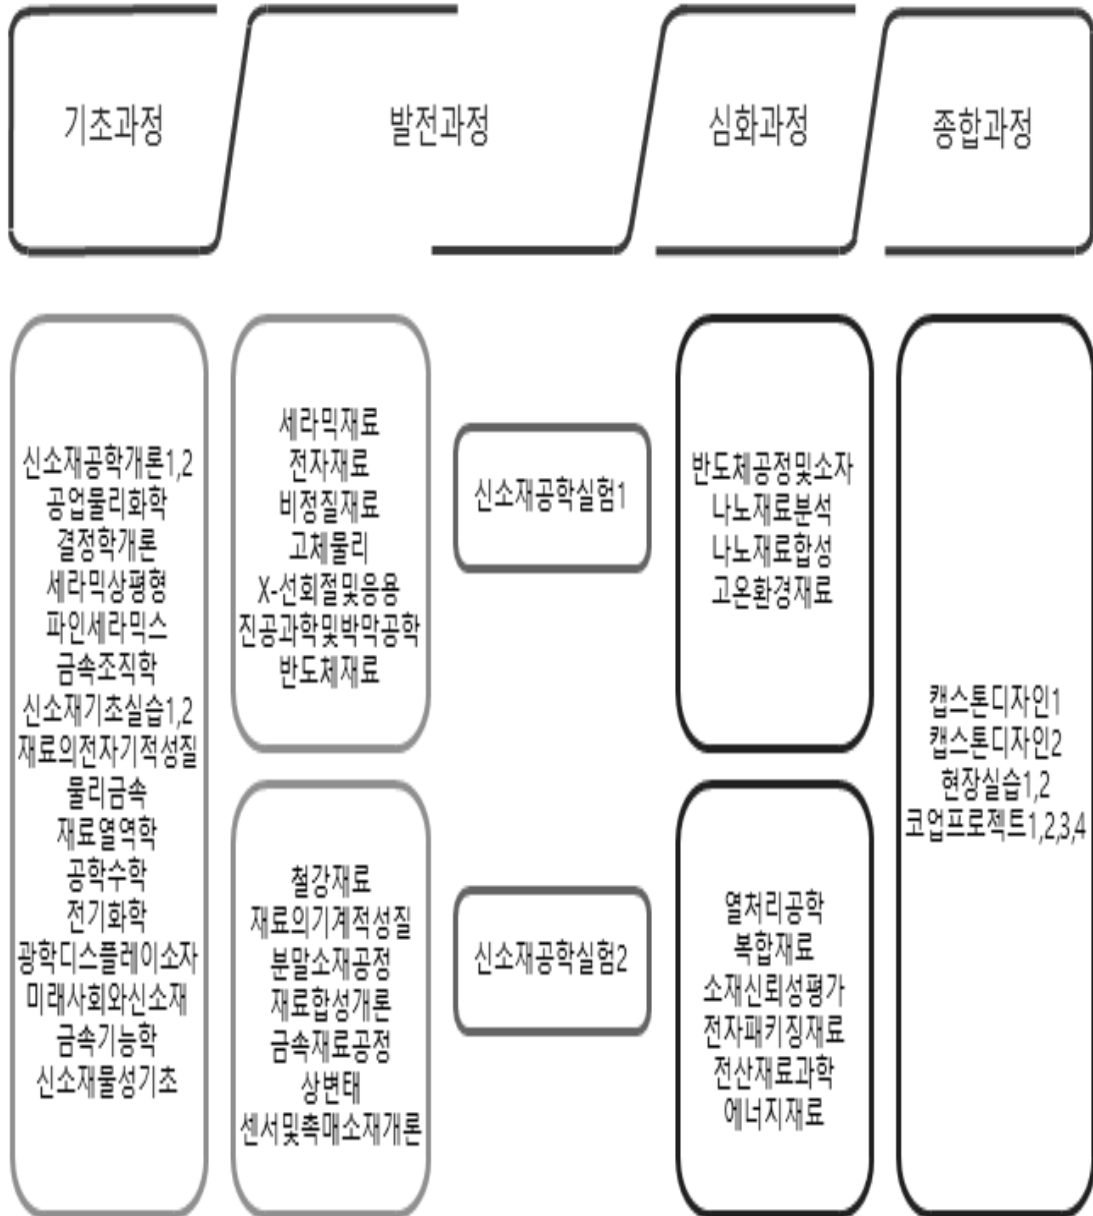 기초과정
발전과정
심화과정
종합과정
신소재공학개론1,2
공업물리화학
결정학개론
세라믹상평형
파인세라믹스
금속조직학
신소재기초실습1,2
재료의전자기적성질
물리금속
재료열역학
공학수학
전기화학
광학디스플레이소자
미래사회와신소재
금속기능학
신소재물성기초
세라믹재료
전자재료
비정질재료
고체물리
X-선회절및응용
진공과학및박막공학
반도체재료
철강재료
재료의기계적성질
분말소재공정
재료합성개론
금속재료공정
상변태
센서및촉매소재개론
신소재공학실험1
신소재공학실험2
반도체공정및소자
나노재료분석
나노재료합성
고온환경재료
열처리공학
복합재료
소재신뢰성평가
전자패키징재료
전산재료과학
에너지재료
캡스톤디자인1
캡스톤디자인2
현장실습1,2
코업프로젝트1,2,3,4